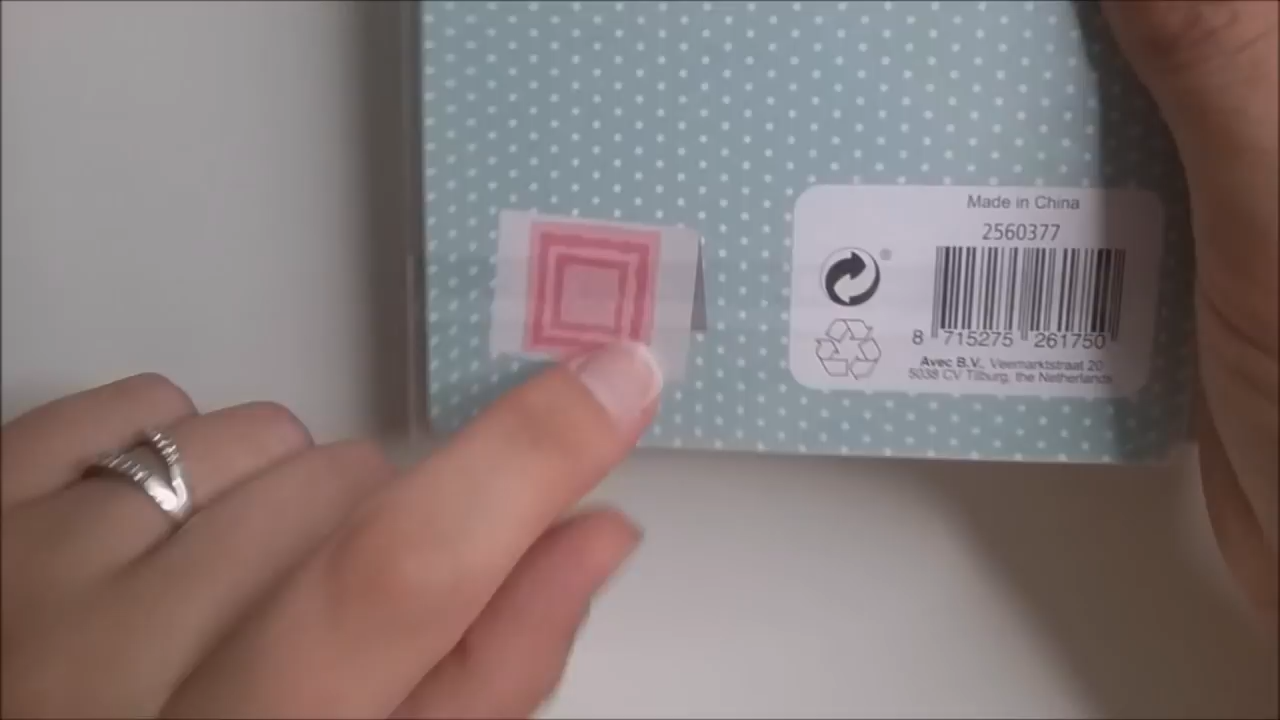 Made in China
2560377
®
8 715275 261750
Avec B.V., Veemarktstraat 20
5038 CV Tilburg, the Netherlands